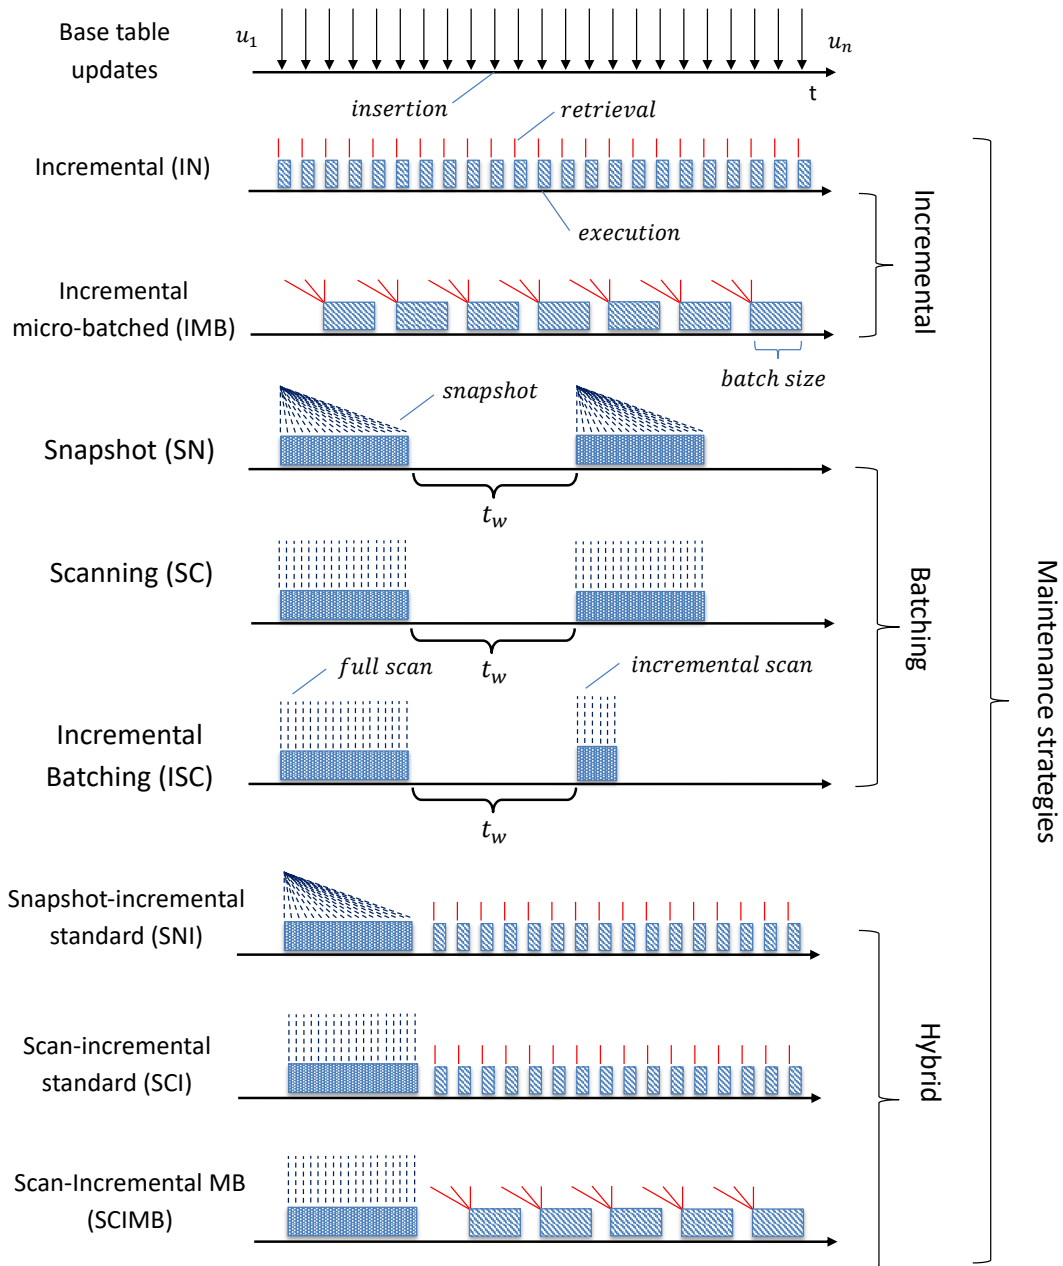 Base table
updates
u1
un
t
insertion
retrieval
Incremental (IN)
execution
Incremental
micro-batched (IMB)
batch size
Incremental
snapshot
Snapshot (SN)
tw
Scanning (SC)
tw
full scan
incremental scan
Incremental
Batching (ISC)
tw
Batching
Maintenance strategies
Snapshot-incremental
standard (SNI)
Scan-incremental
standard (SCI)
Scan-Incremental MB
(SCIMB)
Hybrid